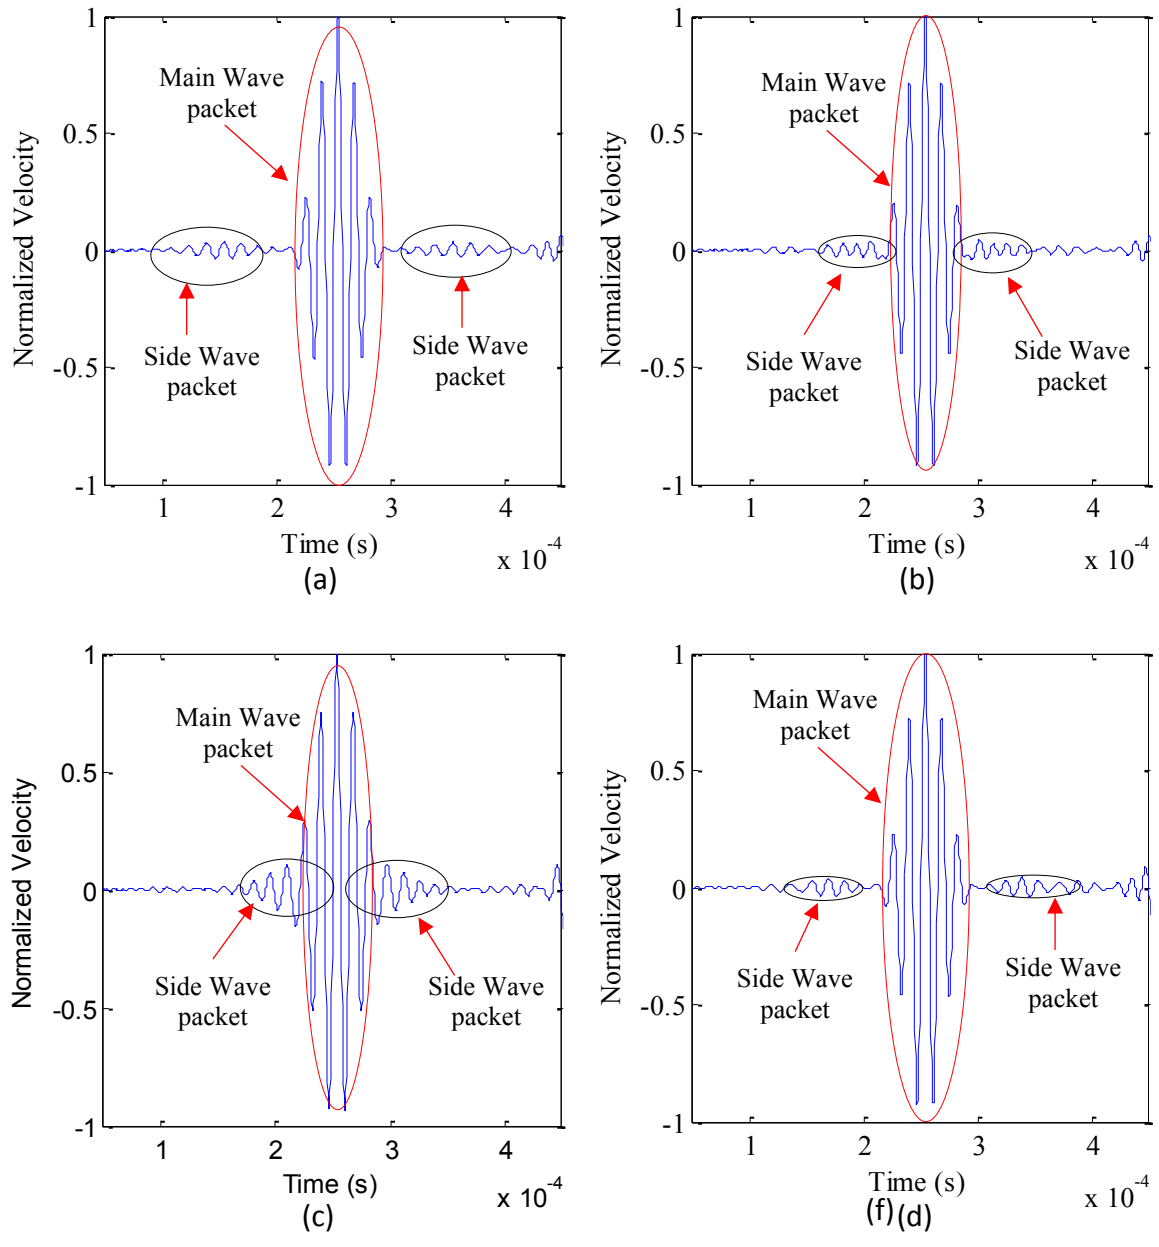 1
Main Wave
packet
0.5
Normalized Velocity
0
Side Wave
packet
Side Wave
packet
-0.5
-1
1 2 3 4
Time (s)
x 10-4
(a)
1
Main Wave
packet
0.5
Normalized Velocity
0
Side Wave
packet
Side Wave
packet
-0.5
-1
1 2 3 4
Time (s)
x 10-4
(b)
1
Main Wave
packet
0.5
Normalized Velocity
0
Side Wave
packet
Side Wave
packet
-0.5
-1
1 2 3 4
Time (s)
x 10-4
(c)
1
Main Wave
packet
0.5
Normalized Velocity
0
Side Wave
packet
Side Wave
packet
-0.5
-1
1 2 3 4
Time (s)
x 10-4
(f) (d)